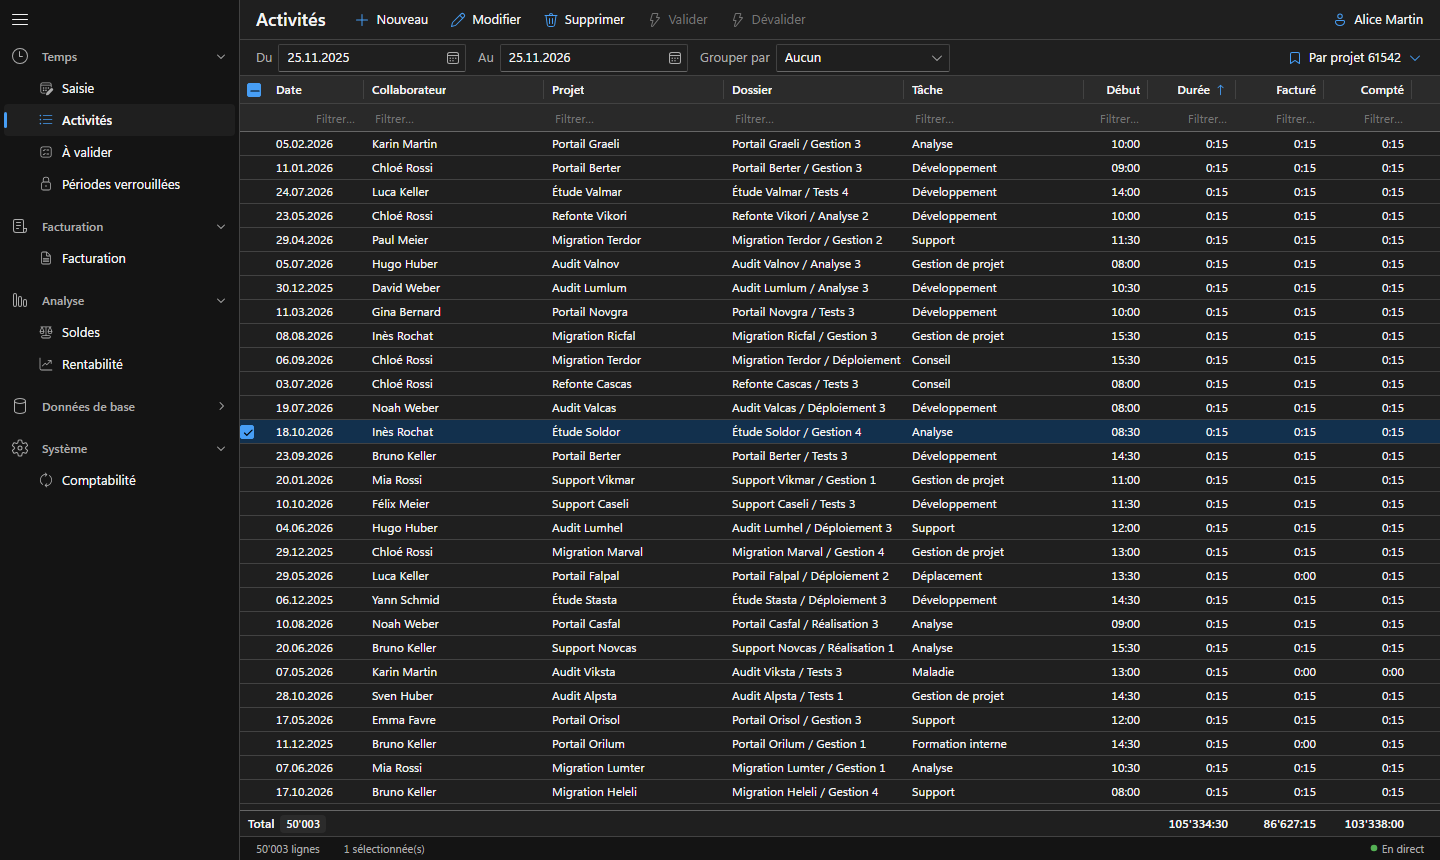 Activités Nouveau Modifier Supprimer Valider Dévalider Alice Martin
Du 25.11.2025 Au 25.11.2026 Grouper par Aucun Par projet 61542
Temps
Saisie
Activités
À valider
Périodes verrouillées
Facturation
Facturation
Analyse
Soldes
Rentabilité
Données de base
Système
Comptabilité
Date Collaborateur Projet Dossier Tâche Début Durée ↑ Facturé Compté
Filtrer... Filtrer... Filtrer... Filtrer... Filtrer... Filtrer... Filtrer... Filtrer... Filtrer...
05.02.2026 Karin Martin Portail Graeli Portail Graeli / Gestion 3 Analyse 10:00 0:15 0:15 0:15
11.01.2026 Chloé Rossi Portail Berter Portail Berter / Gestion 3 Développement 09:00 0:15 0:15 0:15
24.07.2026 Luca Keller Étude Valmar Étude Valmar / Tests 4 Développement 14:00 0:15 0:15 0:15
23.05.2026 Chloé Rossi Refonte Vikori Refonte Vikori / Analyse 2 Développement 10:00 0:15 0:15 0:15
29.04.2026 Paul Meier Migration Terdor Migration Terdor / Gestion 2 Support 11:30 0:15 0:15 0:15
05.07.2026 Hugo Huber Audit Valnov Audit Valnov / Analyse 3 Gestion de projet 08:00 0:15 0:15 0:15
30.12.2025 David Weber Audit Lumlum Audit Lumlum / Analyse 3 Développement 10:30 0:15 0:15 0:15
11.03.2026 Gina Bernard Portail Novgra Portail Novgra / Tests 3 Développement 10:00 0:15 0:15 0:15
08.08.2026 Inès Rochat Migration Ricfal Migration Ricfal / Gestion 3 Gestion de projet 15:30 0:15 0:15 0:15
06.09.2026 Chloé Rossi Migration Terdor Migration Terdor / Déploiement Conseil 15:30 0:15 0:15 0:15
03.07.2026 Chloé Rossi Refonte Cascas Refonte Cascas / Tests 3 Conseil 08:00 0:15 0:15 0:15
19.07.2026 Noah Weber Audit Valcas Audit Valcas / Déploiement 3 Développement 08:00 0:15 0:15 0:15
18.10.2026 Inès Rochat Étude Soldor Étude Soldor / Gestion 4 Analyse 08:30 0:15 0:15 0:15
23.09.2026 Bruno Keller Portail Berter Portail Berter / Tests 3 Développement 14:30 0:15 0:15 0:15
20.01.2026 Mia Rossi Support Vikmar Support Vikmar / Gestion 1 Gestion de projet 11:00 0:15 0:15 0:15
10.10.2026 Félix Meier Support Caseli Support Caseli / Tests 3 Développement 11:30 0:15 0:15 0:15
04.06.2026 Hugo Huber Audit Lumhel Audit Lumhel / Déploiement 3 Support 12:00 0:15 0:15 0:15
29.12.2025 Chloé Rossi Migration Marval Migration Marval / Gestion 4 Gestion de projet 13:00 0:15 0:15 0:15
29.05.2026 Luca Keller Portail Falpal Portail Falpal / Déploiement 2 Déplacement 13:30 0:15 0:00 0:15
06.12.2025 Yann Schmid Étude Stasta Étude Stasta / Déploiement 3 Développement 14:30 0:15 0:15 0:15
10.08.2026 Noah Weber Portail Casfal Portail Casfal / Réalisation 3 Analyse 09:00 0:15 0:15 0:15
20.06.2026 Bruno Keller Support Novcas Support Novcas / Réalisation 1 Analyse 15:30 0:15 0:15 0:15
07.05.2026 Karin Martin Audit Viksta Audit Viksta / Tests 3 Maladie 13:00 0:15 0:00 0:00
28.10.2026 Sven Huber Audit Alpsta Audit Alpsta / Tests 1 Gestion de projet 14:30 0:15 0:15 0:15
17.05.2026 Emma Favre Portail Orisol Portail Orisol / Gestion 3 Support 12:00 0:15 0:15 0:15
11.12.2025 Bruno Keller Portail Orilum Portail Orilum / Gestion 1 Formation interne 14:30 0:15 0:00 0:15
07.06.2026 Mia Rossi Migration Lumter Migration Lumter / Gestion 1 Analyse 10:30 0:15 0:15 0:15
17.10.2026 Bruno Keller Migration Heleli Migration Heleli / Gestion 4 Support 08:00 0:15 0:15 0:15
Total 50'003 105'334:30 86'627:15 103'338:00
50'003 lignes 1 sélectionnée(s) En direct